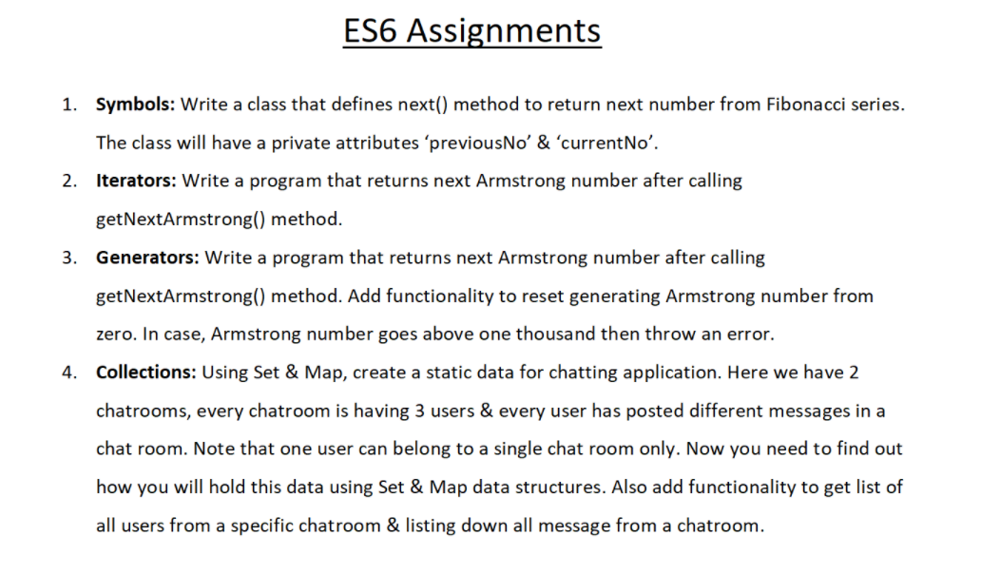 ES6 Assignments
1. Symbols: Write a class that defines next() method to return next number from Fibonacci series.
The class will have a private attributes ‘previousNo’ & ‘currentNo’.
2. Iterators: Write a program that returns next Armstrong number after calling
getNextArmstrong() method.
3. Generators: Write a program that returns next Armstrong number after calling
getNextArmstrong() method. Add functionality to reset generating Armstrong number from
zero. In case, Armstrong number goes above one thousand then throw an error.
4. Collections: Using Set & Map, create a static data for chatting application. Here we have 2
chatrooms, every chatroom is having 3 users & every user has posted different messages in a
chat room. Note that one user can belong to a single chat room only. Now you need to find out
how you will hold this data using Set & Map data structures. Also add functionality to get list of
all users from a specific chatroom & listing down all message from a chatroom.